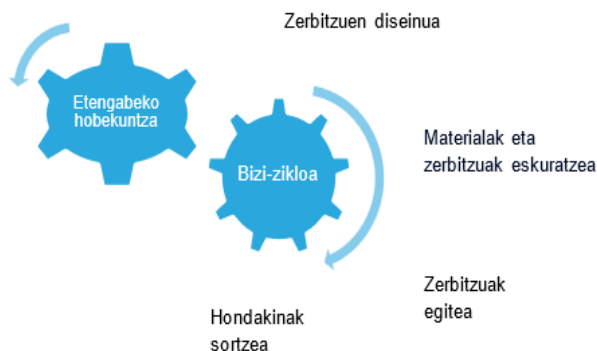 Zerbitzuen diseinua
Etengabeko
hobekuntza
Bizi-zikloa
Materialak eta
zerbitzuak eskuratzea
Zerbitzuak
egitea
Hondakinak
sortzea